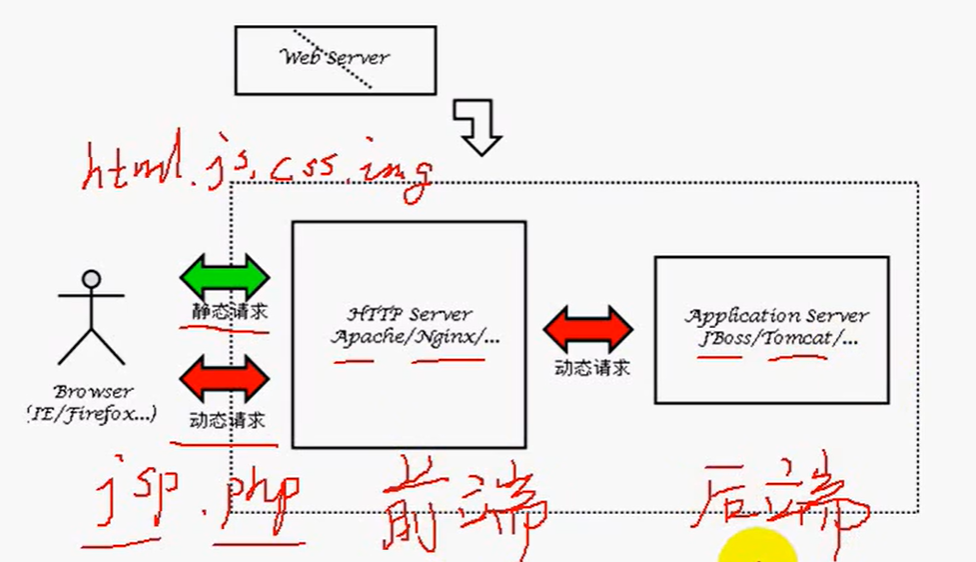 Web Server
html.js.css.img
静态请求
HTTP Server
Apache/Nginx/...
Application Server
JBoss/Tomcat/...
动态请求
Browser
(IE/Firefox...)
动态请求
jsp.php
前端
后端